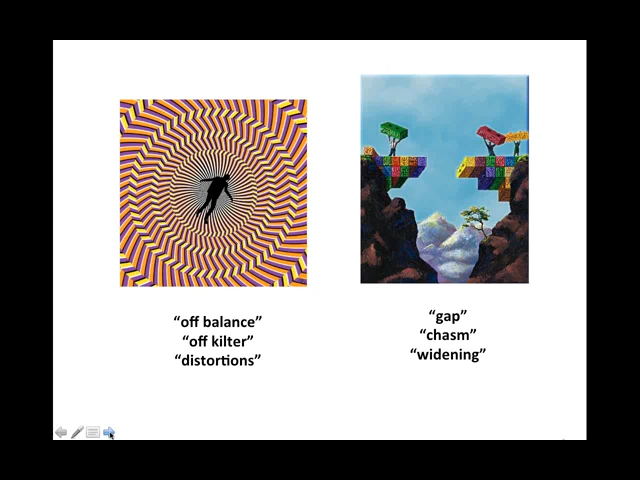 “off balance”
“off kilter”
“distortions”
“gap”
“chasm”
“widening”